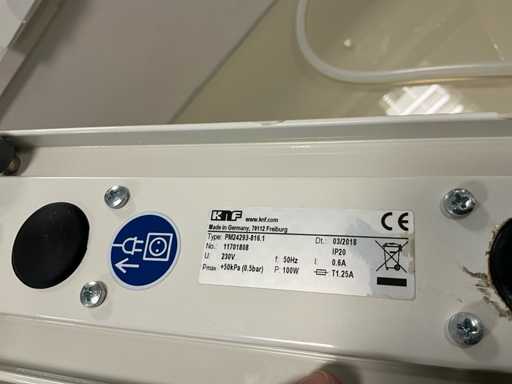 KNF www.knf.com
Made in Germany, 79112 Freiburg
Type: PM24293-816.1 Dt.: 03/2018
No.: 11701808 IP20
U: 230V f: 50Hz I: 0.6A
Pmax +50kPa (0.5bar) P: 100W T1.25A
CE